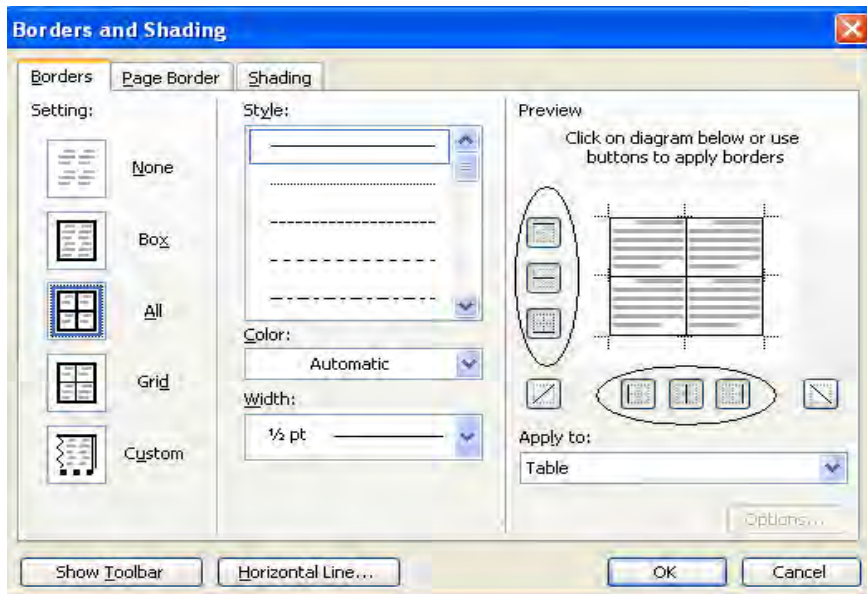 Borders and Shading
Borders
Page Border
Shading
Setting:
None
Box
All
Grid
Custom
Style:
Color:
Automatic
Width:
½ pt
Preview
Click on diagram below or use
buttons to apply borders
Apply to:
Table
Options...
Show Toolbar
Horizontal Line...
OK
Cancel